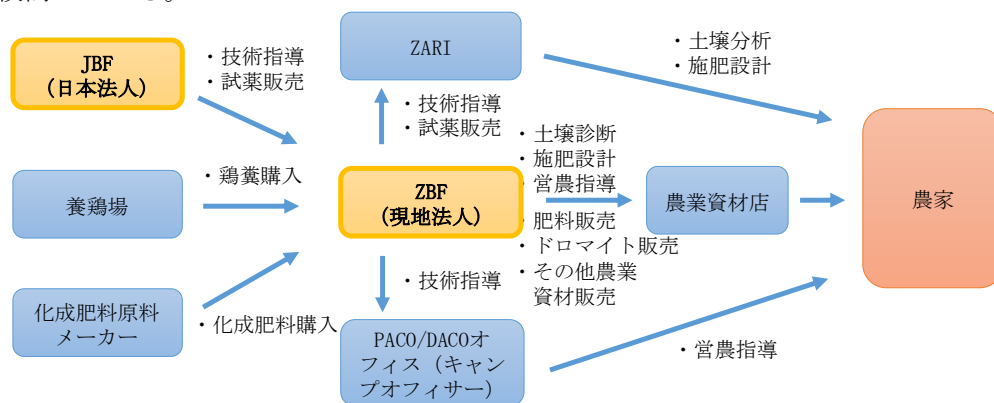 JBF
（日本法人）
・技術指導
・試薬販売
ZARI
・土壌分析
・施肥設計
・技術指導
・試薬販売
養鶏場
・鶏糞購入
ZBF
（現地法人）
・土壌診断
・施肥設計
・営農指導
・肥料販売
・ドロマイト販売
・その他農業
資材販売
農業資材店
農家
化成肥料原料
メーカー
・化成肥料購入
・技術指導
PACO/DACOオ
フィス（キャン
プオフィサー）
・営農指導